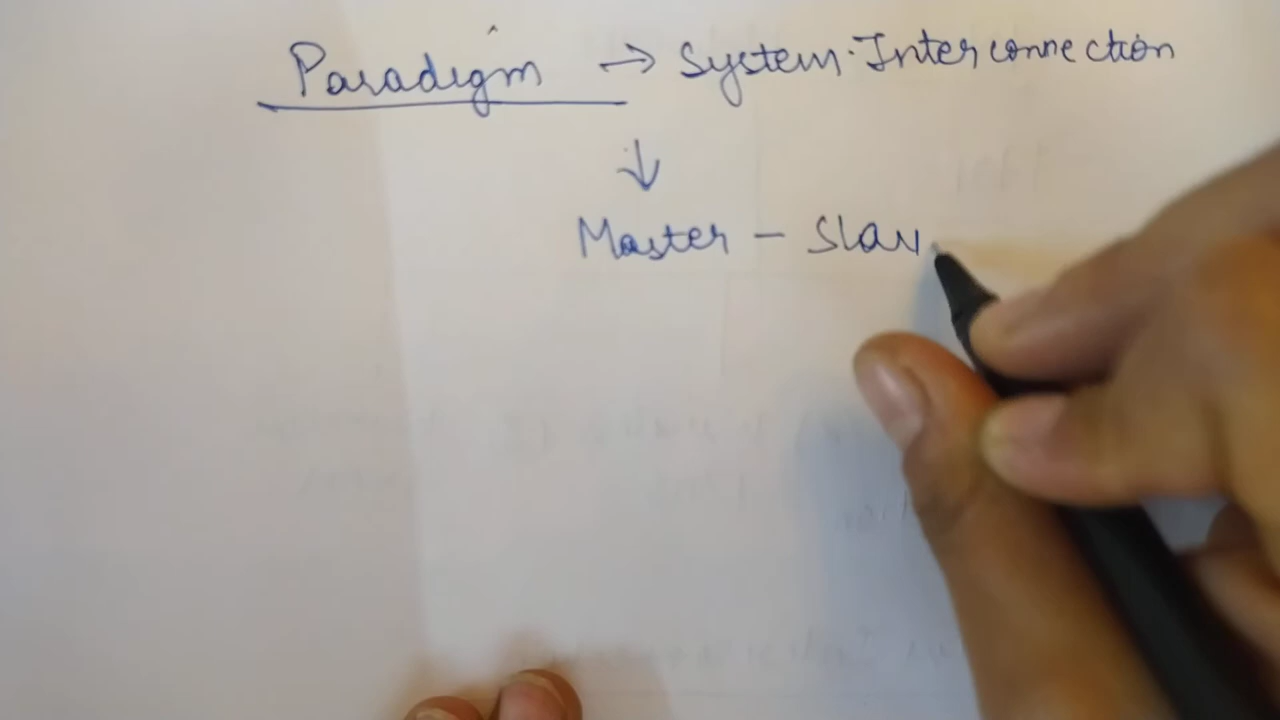 Paradigm → System Interconnection
↓
Master - Slav